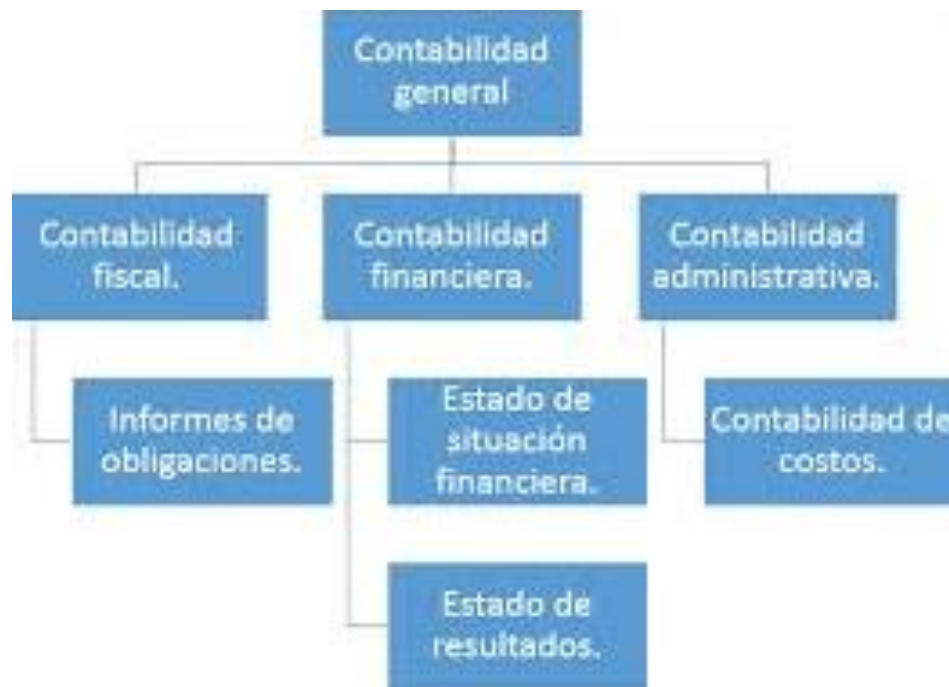 Contabilidad
general
Contabilidad
fiscal.
Contabilidad
financiera.
Contabilidad
administrativa.
Informes de
obligaciones.
Estado de
situación
financiera.
Contabilidad de
costos.
Estado de
resultados.